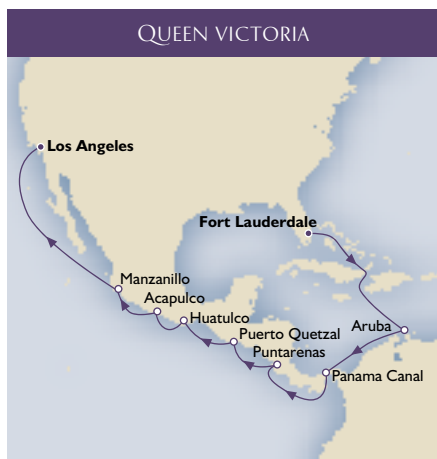 QUEEN VICTORIA
Los Angeles
Fort Lauderdale
Manzanillo
Acapulco
Huatulco
Puerto Quetzal
Puntarenas
Aruba
Panama Canal